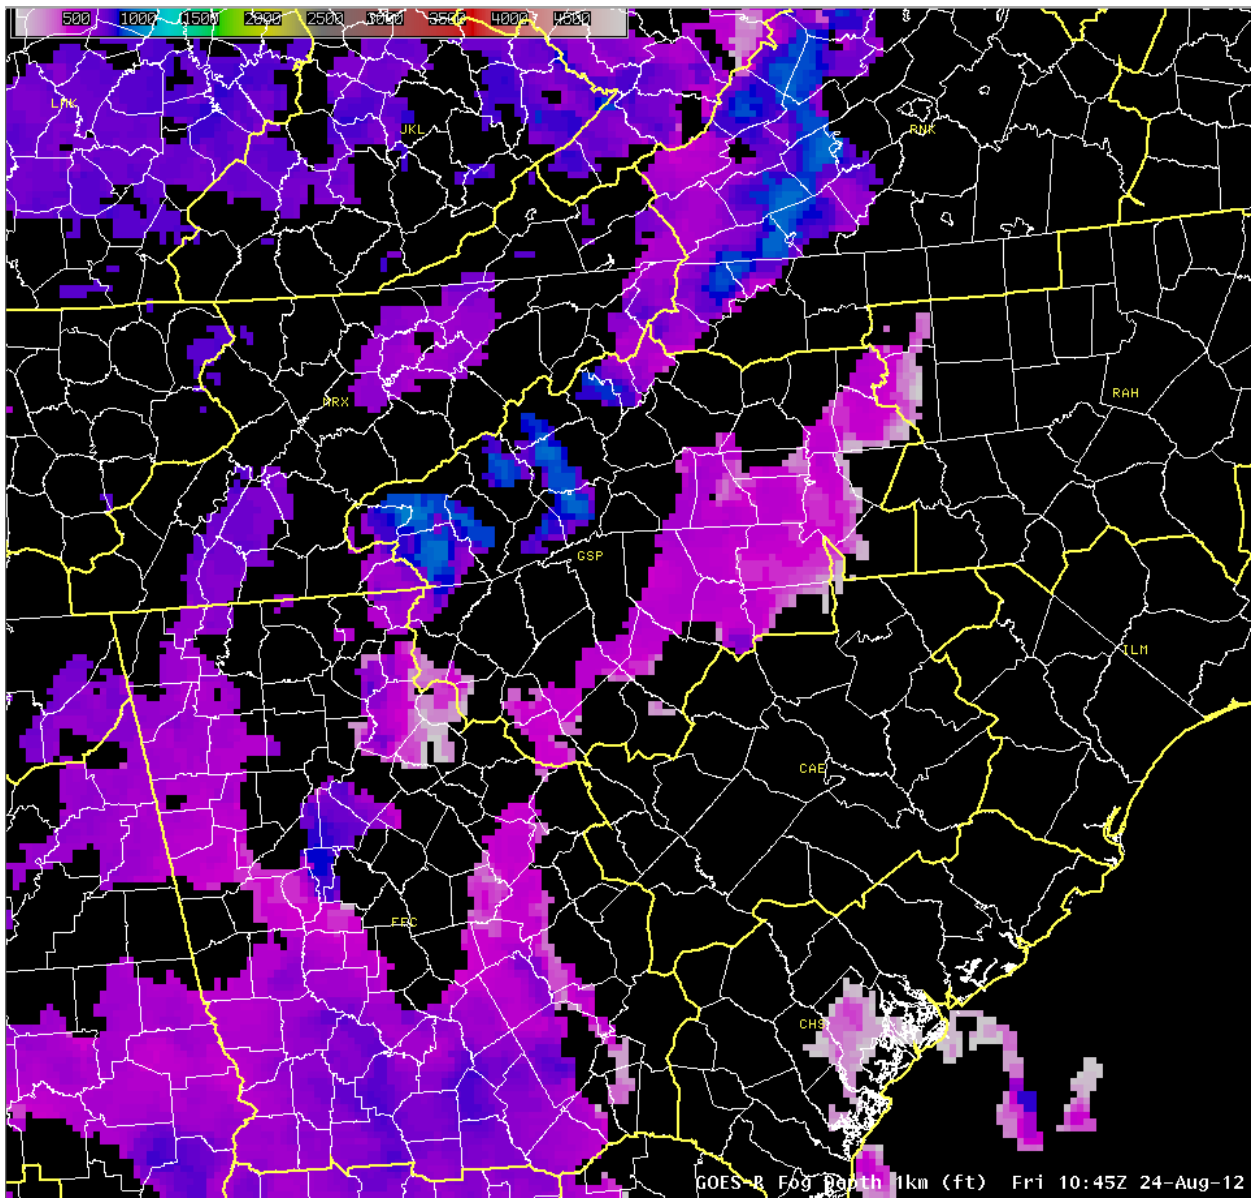 500 1000 1500 2000 2500 3000 3500 4000 4500
LMK
JKL
RNK
MRX
RAH
GSP
ILM
CAE
FFC
CHS
GOES-R Fog Depth 1km (ft) Fri 10:45Z 24-Aug-12